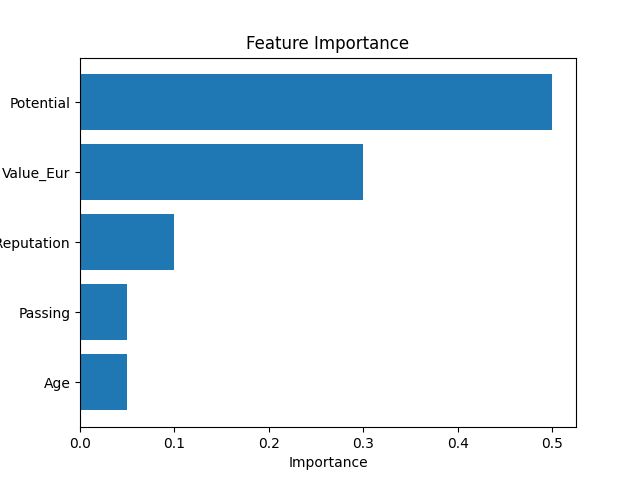 Feature Importance
Potential
Value_Eur
Reputation
Passing
Age
0.0 0.1 0.2 0.3 0.4 0.5
Importance